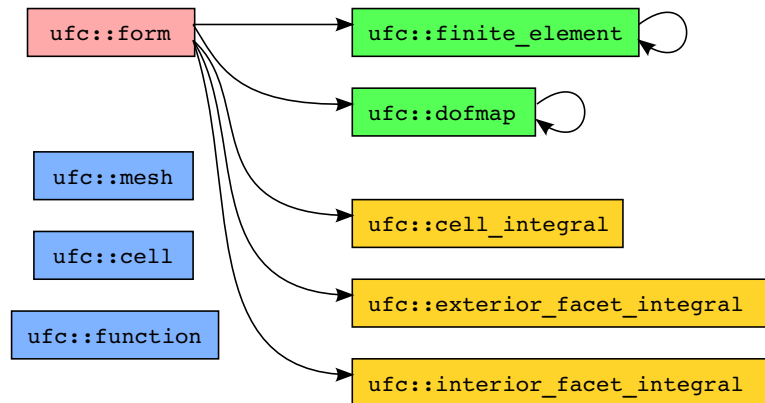 ufc::form
ufc::finite_element
ufc::dofmap
ufc::mesh
ufc::cell_integral
ufc::cell
ufc::exterior_facet_integral
ufc::function
ufc::interior_facet_integral